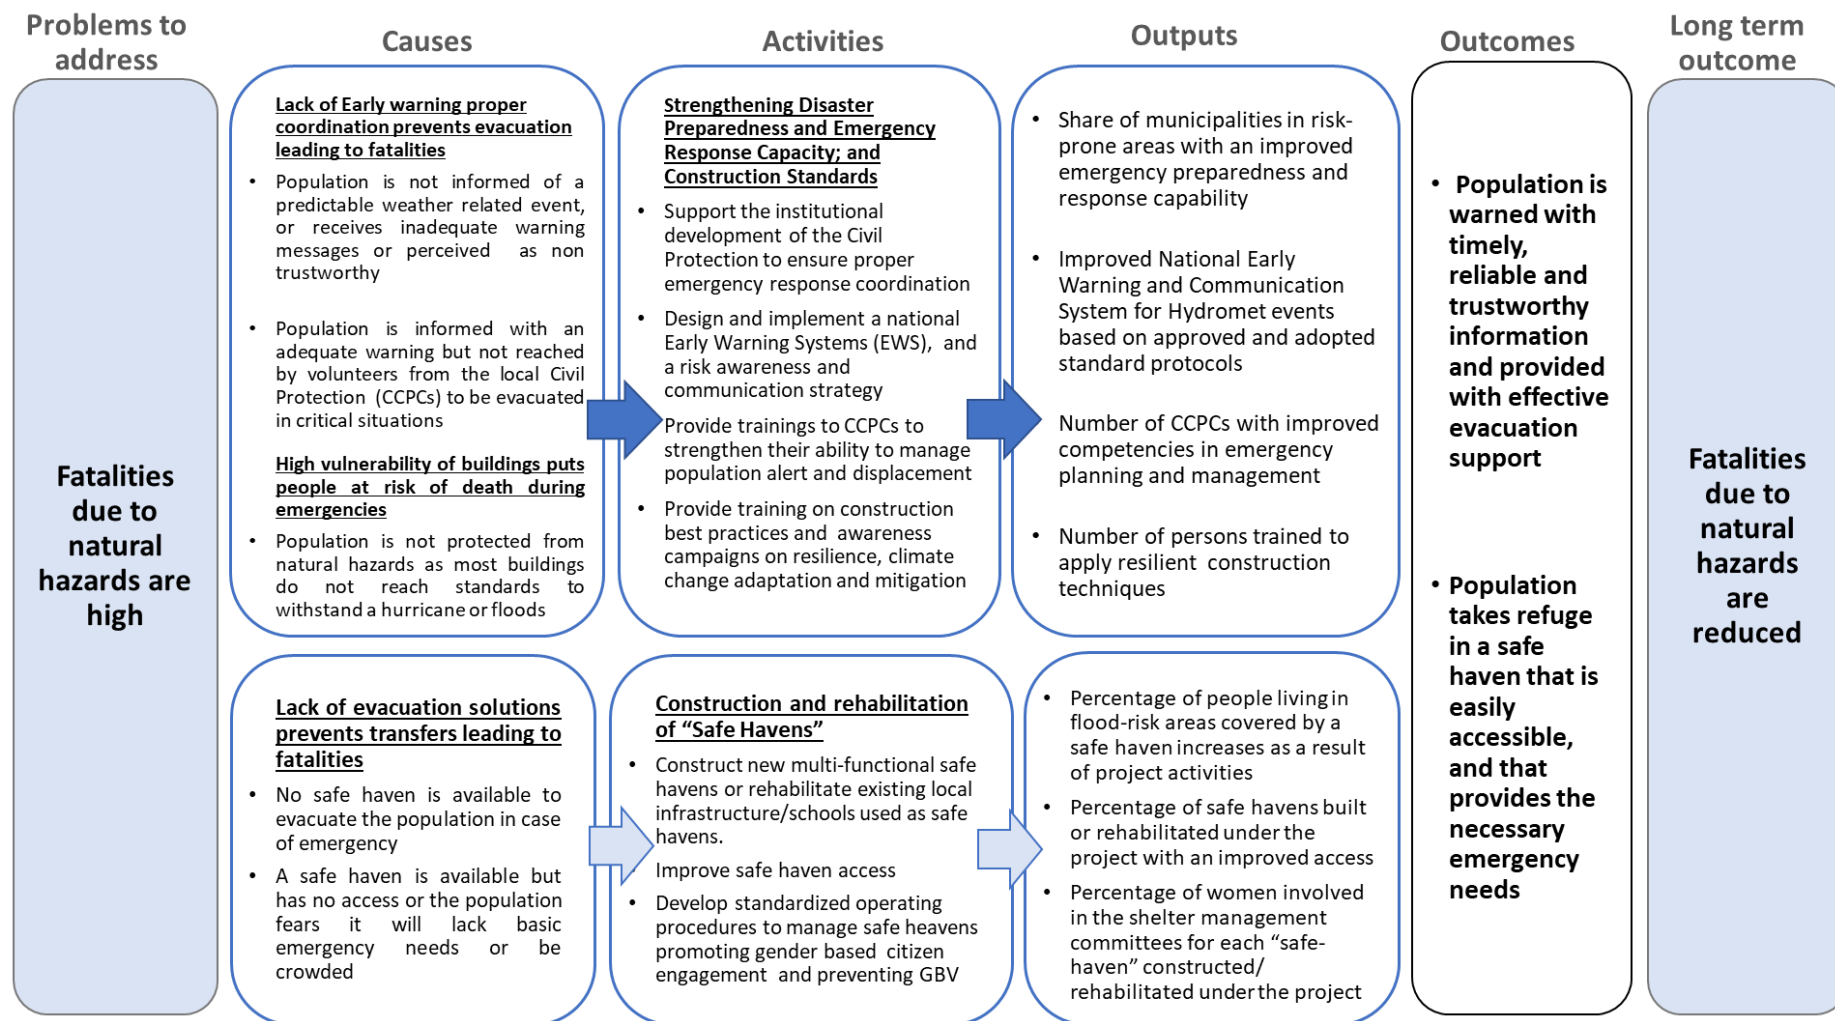 Problems to
address
Causes
Activities
Outputs
Outcomes
Long term
outcome
Fatalities
due to
natural
hazards are
high
Lack of Early warning proper
coordination prevents evacuation
leading to fatalities
• Population is not informed of a
predictable weather related event,
or receives inadequate warning
messages or perceived as non
trustworthy
• Population is informed with an
adequate warning but not reached
by volunteers from the local Civil
Protection (CCPCs) to be evacuated
in critical situations
High vulnerability of buildings puts
people at risk of death during
emergencies
• Population is not protected from
natural hazards as most buildings
do not reach standards to
withstand a hurricane or floods
Strengthening Disaster
Preparedness and Emergency
Response Capacity; and
Construction Standards
• Support the institutional
development of the Civil
Protection to ensure proper
emergency response coordination
• Design and implement a national
Early Warning Systems (EWS), and
a risk awareness and
communication strategy
Provide trainings to CCPCs to
strengthen their ability to manage
population alert and displacement
• Provide training on construction
best practices and awareness
campaigns on resilience, climate
change adaptation and mitigation
• Share of municipalities in risk-
prone areas with an improved
emergency preparedness and
response capability
• Improved National Early
Warning and Communication
System for Hydromet events
based on approved and adopted
standard protocols
Number of CCPCs with improved
competencies in emergency
planning and management
• Number of persons trained to
apply resilient construction
techniques
Lack of evacuation solutions
prevents transfers leading to
fatalities
• No safe haven is available to
evacuate the population in case
of emergency
• A safe haven is available but
has no access or the population
fears it will lack basic
emergency needs or be
crowded
Construction and rehabilitation
of “Safe Havens”
• Construct new multi-functional safe
havens or rehabilitate existing local
infrastructure/schools used as safe
havens.
Improve safe haven access
• Develop standardized operating
procedures to manage safe heavens
promoting gender based citizen
engagement and preventing GBV
• Percentage of people living in
flood-risk areas covered by a
safe haven increases as a result
of project activities
• Percentage of safe havens built
or rehabilitated under the
project with an improved access
• Percentage of women involved
in the shelter management
committees for each “safe-
haven” constructed/
rehabilitated under the project
• Population is
warned with
timely,
reliable and
trustworthy
information
and provided
with effective
evacuation
support
• Population
takes refuge
in a safe
haven that is
easily
accessible,
and that
provides the
necessary
emergency
needs
Fatalities
due to
natural
hazards
are
reduced